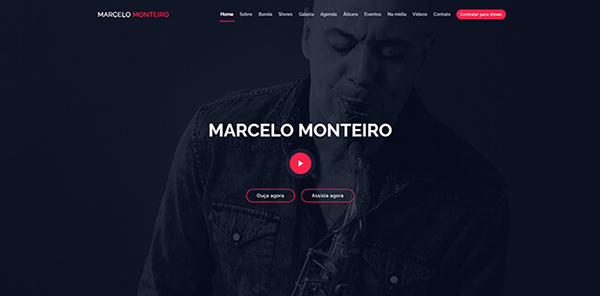 MARCELO MONTEIRO
Home Sobre Banda Shows Galeria Agenda Álbuns Eventos Na mídia Vídeos Contato Contratar para shows
MARCELO MONTEIRO
Ouça agora Assista agora